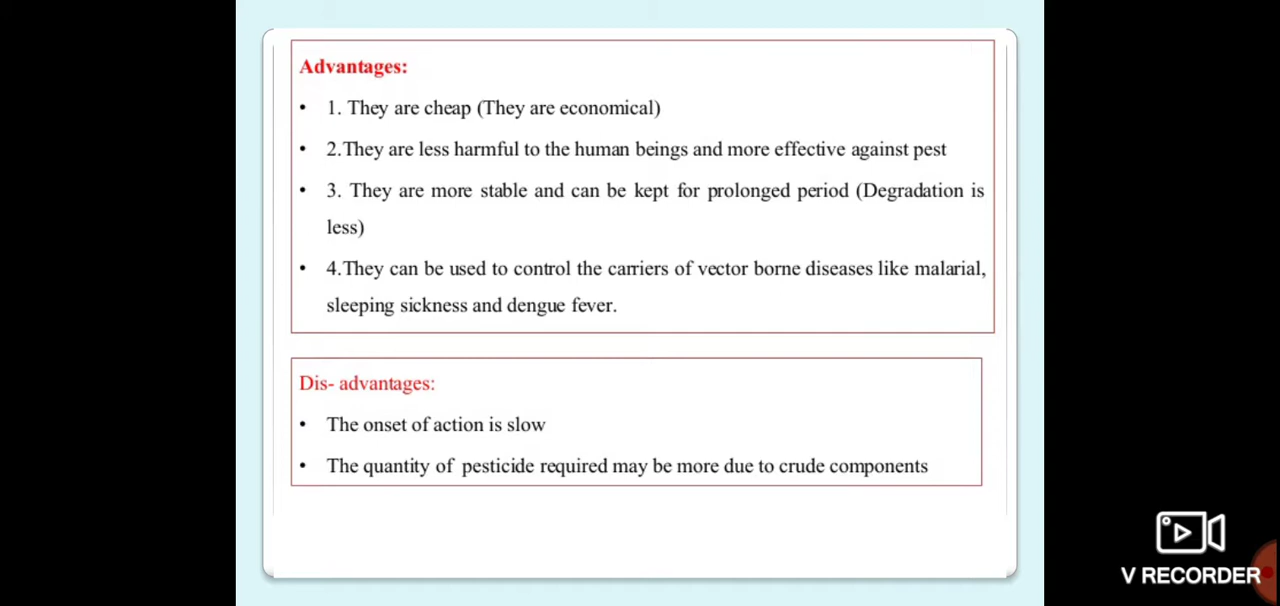 Advantages:
• 1. They are cheap (They are economical)
• 2.They are less harmful to the human beings and more effective against pest
• 3. They are more stable and can be kept for prolonged period (Degradation is
less)
• 4.They can be used to control the carriers of vector borne diseases like malarial,
sleeping sickness and dengue fever.
Dis- advantages:
• The onset of action is slow
• The quantity of pesticide required may be more due to crude components
V RECORDER